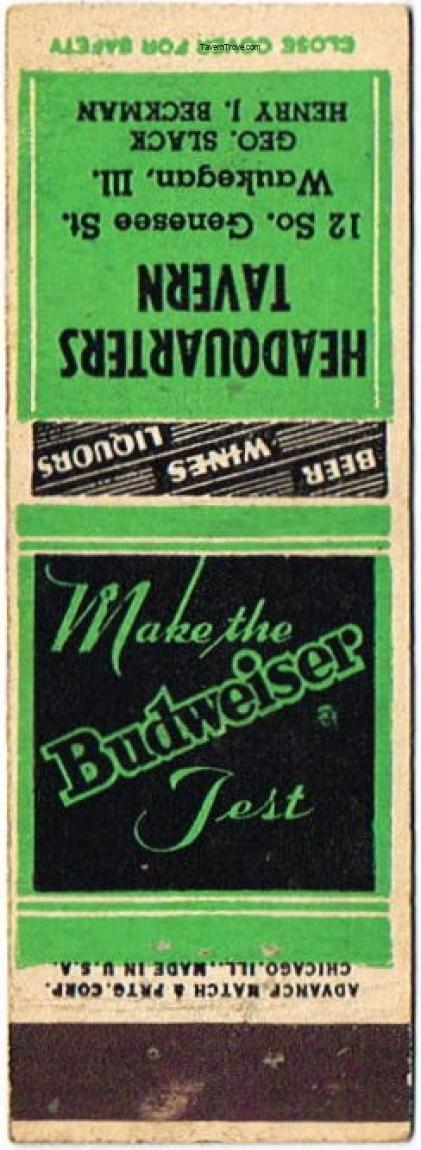 CLOSE COVER FOR SAFETY
TavernTrove.com
HEADQUARTERS
TAVERN
12 So. Genesee St.
Waukegan, Ill.
GEO. SLACK
HENRY J. BECKMAN
BEER WINES LIQUORS
Make the
Budweiser
Test
ADVANCE MATCH & PRTG. CORP.
CHICAGO, ILL., MADE IN U.S.A.